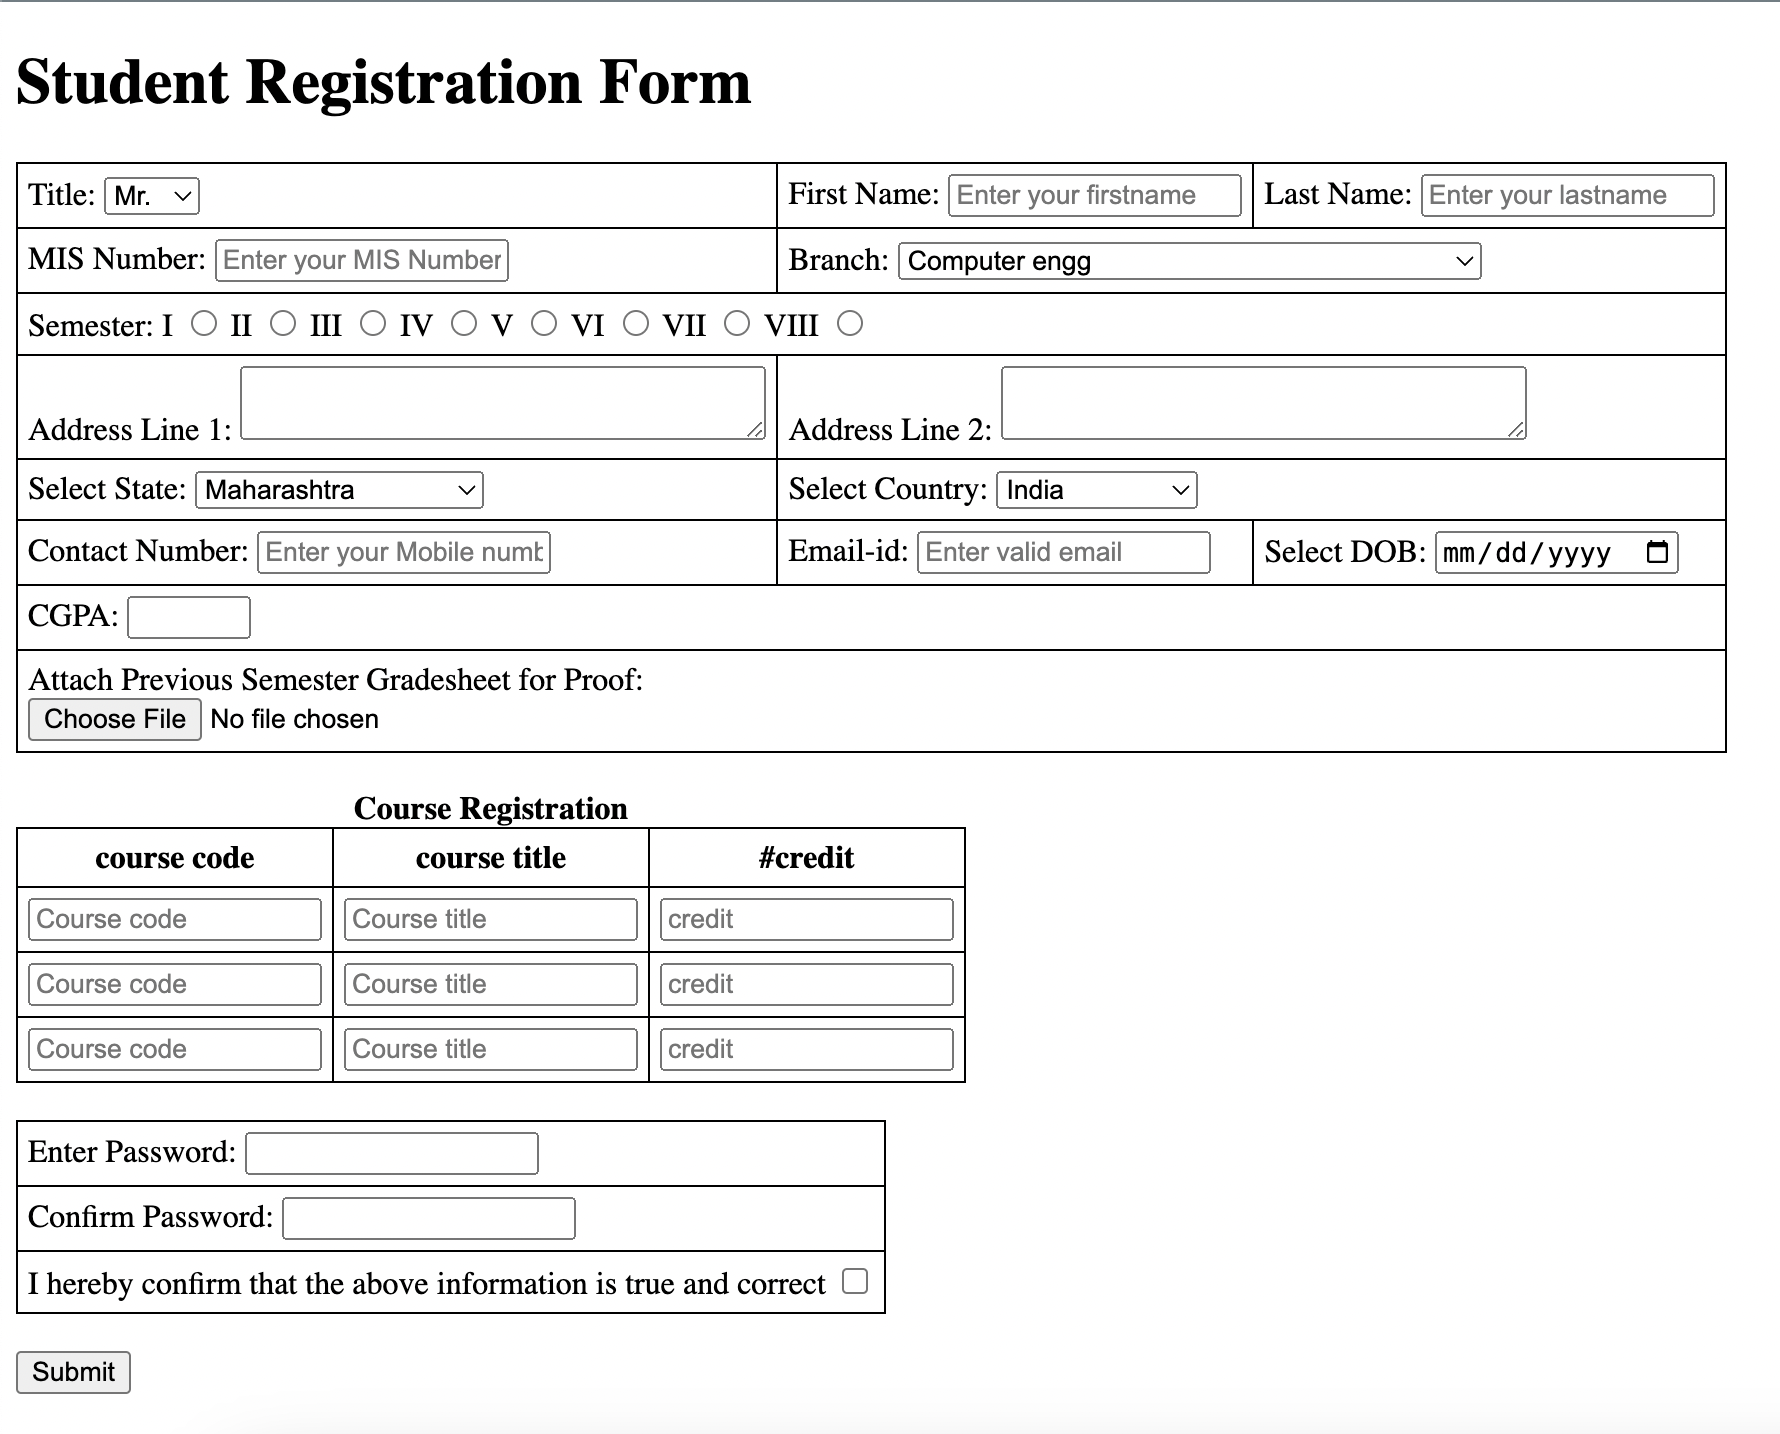 Student Registration Form
Title: Mr. First Name: Enter your firstname Last Name: Enter your lastname
MIS Number: Enter your MIS Number Branch: Computer engg
Semester: I II III IV V VI VII VIII
Address Line 1: Address Line 2:
Select State: Maharashtra Select Country: India
Contact Number: Enter your Mobile numb Email-id: Enter valid email Select DOB: mm/dd/yyyy
CGPA:
Attach Previous Semester Gradesheet for Proof:
Choose File No file chosen
Course Registration
course code course title #credit
Course code Course title credit
Course code Course title credit
Course code Course title credit
Enter Password:
Confirm Password:
I hereby confirm that the above information is true and correct
Submit